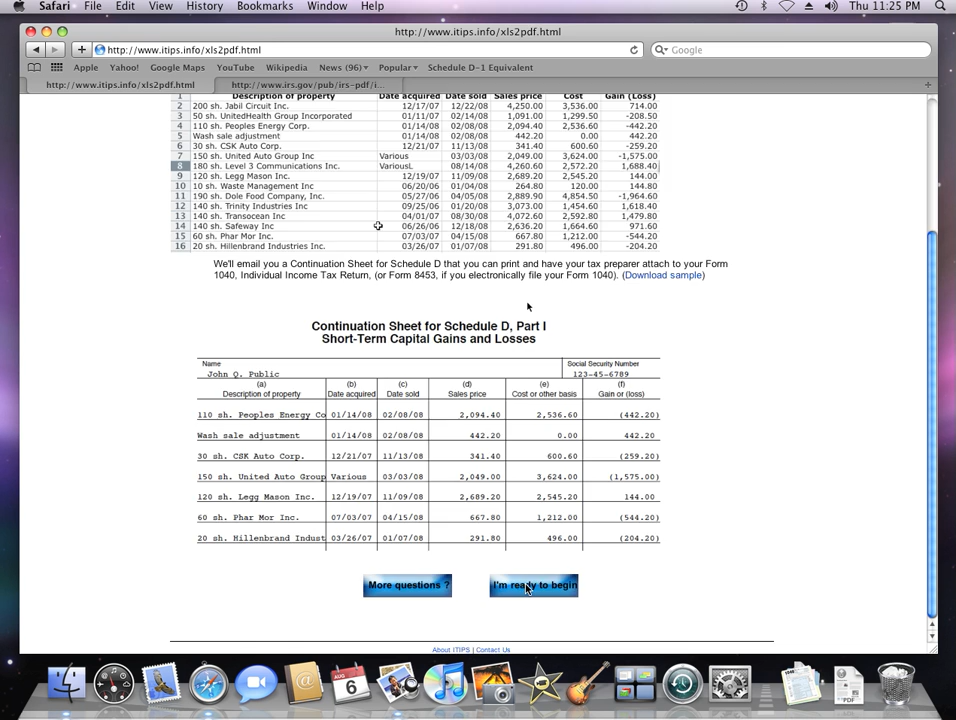 Safari File Edit View History Bookmarks Window Help Thu 11:25 PM
http://www.itips.info/xls2pdf.html
http://www.itips.info/xls2pdf.html Google
Apple Yahoo! Google Maps YouTube Wikipedia News (96) Popular Schedule D-1 Equivalent
http://www.itips.info/xls2pdf.html http://www.irs.gov/pub/irs-pdf/i...
1 Description of property Date acquired Date sold Sales price Cost Gain (Loss)
2 200 sh. Jabil Circuit Inc. 12/17/07 12/22/08 4,250.00 3,536.00 714.00
3 50 sh. UnitedHealth Group Incorporated 01/11/07 02/14/08 1,091.00 1,299.50 -208.50
4 110 sh. Peoples Energy Corp. 01/14/08 02/08/08 2,094.40 2,536.60 -442.20
5 Wash sale adjustment 01/14/08 02/08/08 442.20 0.00 442.20
6 30 sh. CSK Auto Corp. 12/21/07 11/13/08 341.40 600.60 -259.20
7 150 sh. United Auto Group Inc Various 03/03/08 2,049.00 3,624.00 -1,575.00
8 180 sh. Level 3 Communications Inc. VariousL 08/14/08 4,260.60 2,572.20 1,688.40
9 120 sh. Legg Mason Inc. 12/19/07 11/09/08 2,689.20 2,545.20 144.00
10 10 sh. Waste Management Inc 06/20/06 01/04/08 264.80 120.00 144.80
11 190 sh. Dole Food Company, Inc. 05/27/06 04/15/08 2,889.90 4,854.50 -1,964.60
12 140 sh. Trinity Industries Inc 09/25/06 01/20/08 3,073.00 1,454.60 1,618.40
13 140 sh. Transocean Inc 04/01/07 08/30/08 4,072.60 2,592.80 1,479.80
14 140 sh. Safeway Inc 06/26/06 12/18/08 2,636.20 1,664.60 971.60
15 60 sh. Phar Mor Inc. 07/03/07 04/15/08 667.80 1,212.00 -544.20
16 20 sh. Hillenbrand Industries Inc. 03/26/07 01/07/08 291.80 496.00 -204.20
We'll email you a Continuation Sheet for Schedule D that you can print and have your tax preparer attach to your Form
1040, Individual Income Tax Return, (or Form 8453, if you electronically file your Form 1040). (Download sample)
Continuation Sheet for Schedule D, Part I
Short-Term Capital Gains and Losses
Name Social Security Number
John Q. Public 123-45-6789
(a) (b) (c) (d) (e) (f)
Description of property Date acquired Date sold Sales price Cost or other basis Gain or (loss)
110 sh. Peoples Energy Co 01/14/08 02/08/08 2,094.40 2,536.60 (442.20)
Wash sale adjustment 01/14/08 02/08/08 442.20 0.00 442.20
30 sh. CSK Auto Corp. 12/21/07 11/13/08 341.40 600.60 (259.20)
150 sh. United Auto Group Various 03/03/08 2,049.00 3,624.00 (1,575.00)
120 sh. Legg Mason Inc. 12/19/07 11/09/08 2,689.20 2,545.20 144.00
60 sh. Phar Mor Inc. 07/03/07 04/15/08 667.80 1,212.00 (544.20)
20 sh. Hillenbrand Indust 03/26/07 01/07/08 291.80 496.00 (204.20)
More questions ? I'm ready to begin
About ITIPS | Contact Us
AUG
6
PDF